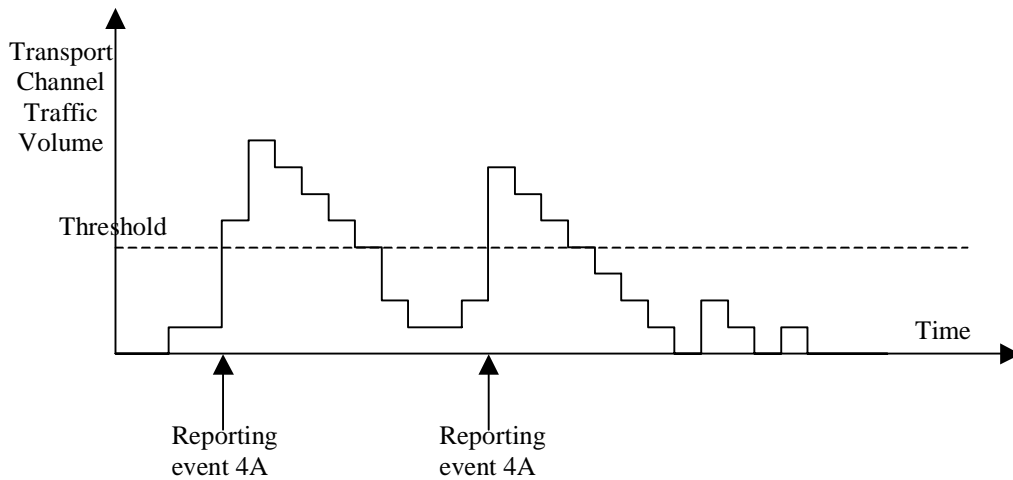 Transport
Channel
Traffic
Volume
Threshold
Time
Reporting
event 4A
Reporting
event 4A